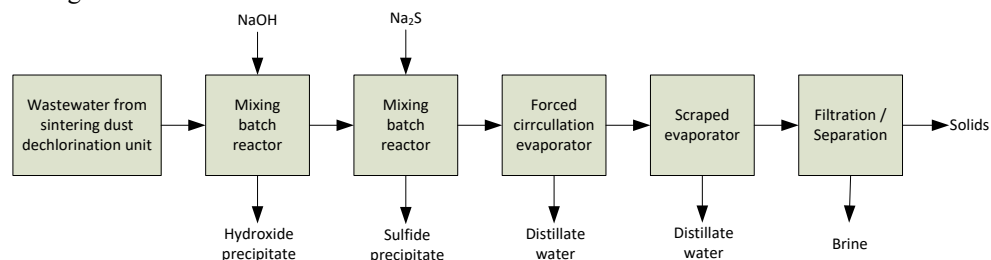 NaOH
Na₂S
Wastewater from
sintering dust
dechlorination unit
Mixing
batch
reactor
Mixing
batch
reactor
Forced
cirrcullation
evaporator
Scraped
evaporator
Filtration /
Separation
Solids
Hydroxide
precipitate
Sulfide
precipitate
Distillate
water
Distillate
water
Brine